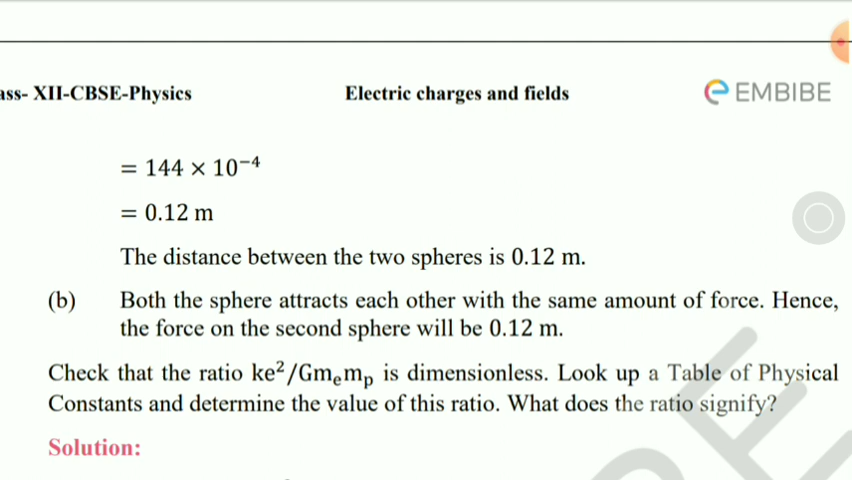 ass- XII-CBSE-Physics Electric charges and fields EMBIBE
= 144 × 10⁻⁴
= 0.12 m
The distance between the two spheres is 0.12 m.
(b) Both the sphere attracts each other with the same amount of force. Hence,
the force on the second sphere will be 0.12 m.
Check that the ratio ke²/Gmₑmₚ is dimensionless. Look up a Table of Physical
Constants and determine the value of this ratio. What does the ratio signify?
Solution: